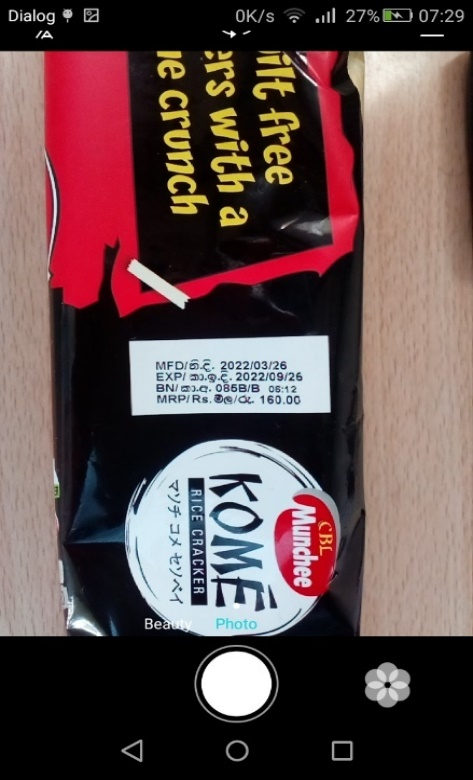 Dialog 0K/s 27% 07:29
ilt free
ers with a
e crunch
MFD/නි.දි. 2022/03/26
EXP/ කා.ඉ.දි. 2022/09/26
BN/ කා.අ. 085B/B 06:12
MRP/Rs. මිල/රු. 160.00
CBL
Munchee
KOMÉ
RICE CRACKER
マンチ コメ センベイ
Beauty Photo